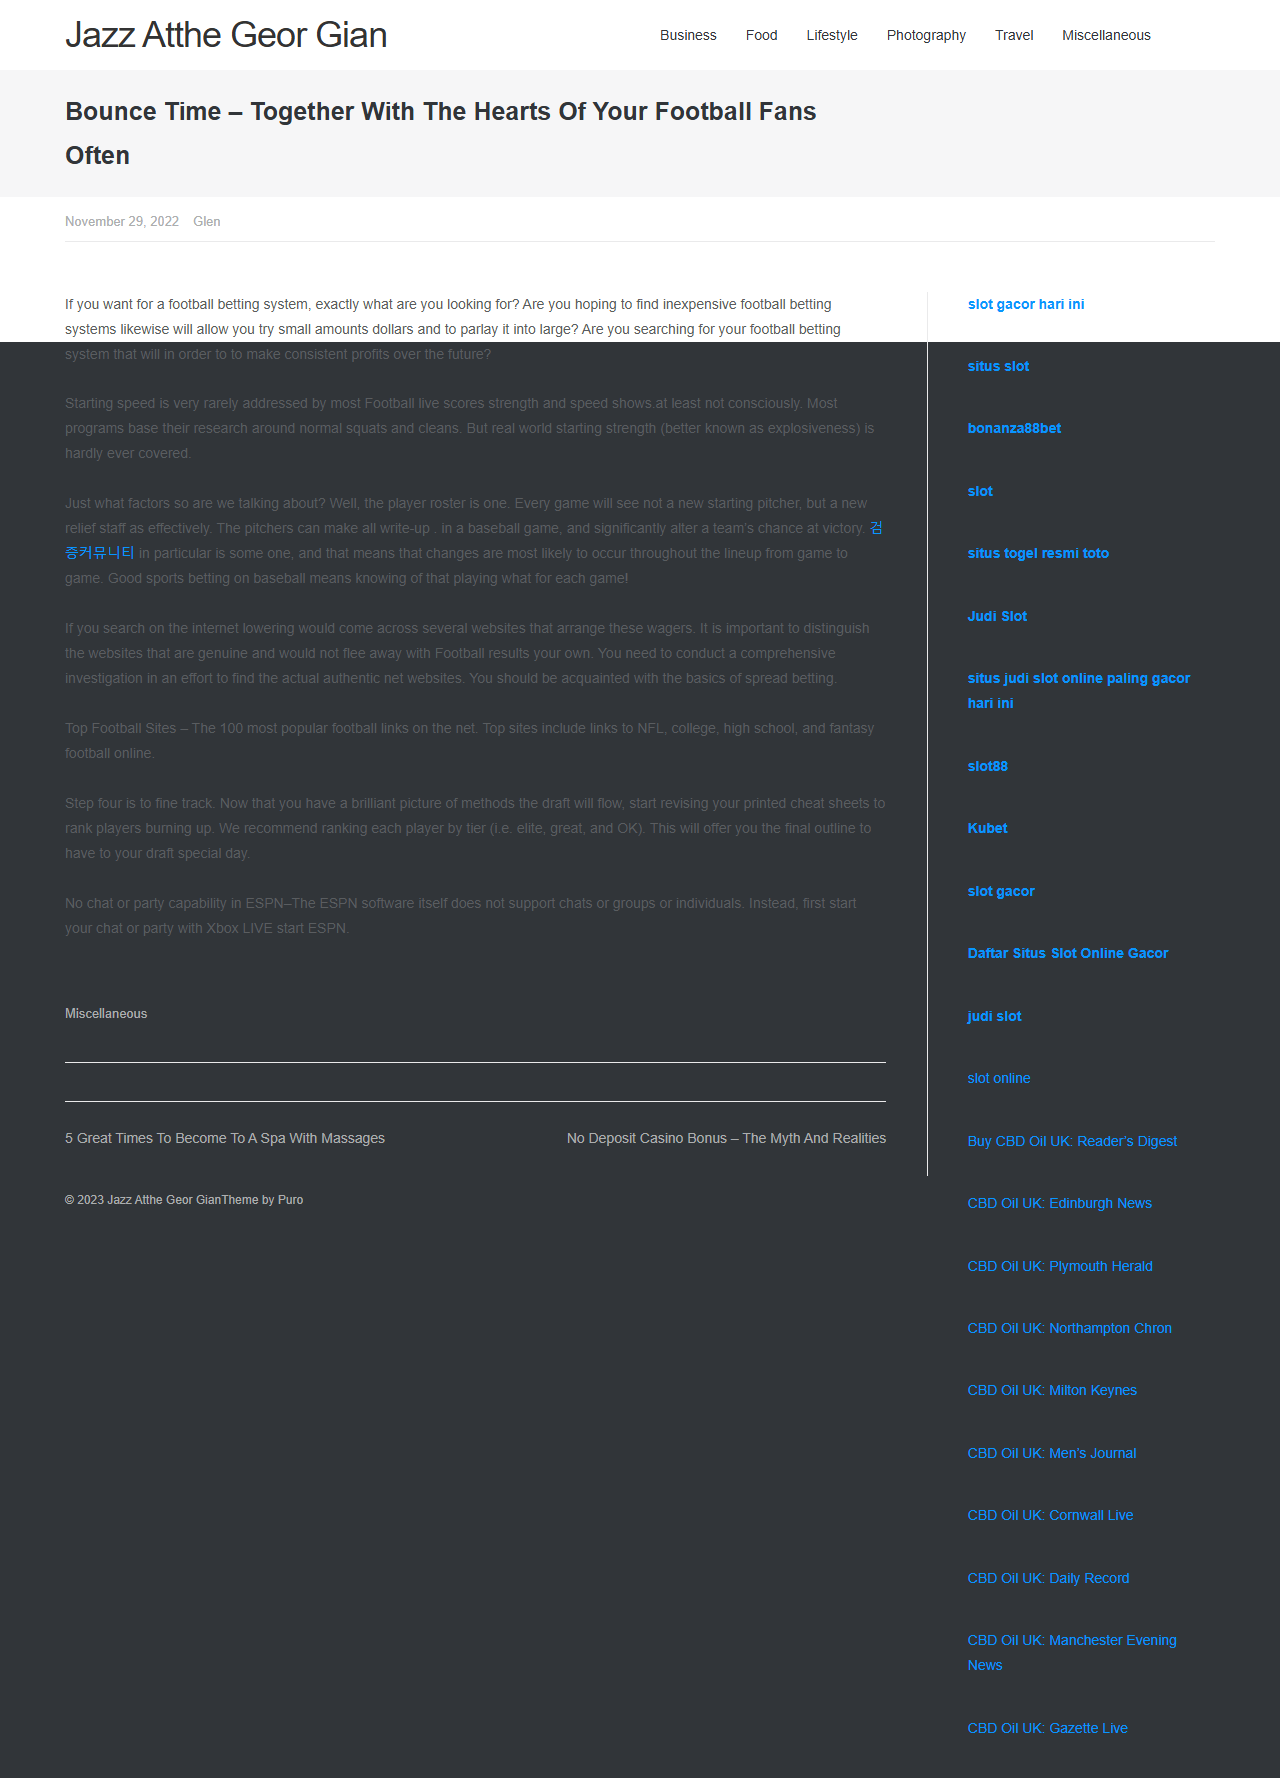 Jazz Atthe Geor Gian
Business Food Lifestyle Photography Travel Miscellaneous
Bounce Time – Together With The Hearts Of Your Football Fans
Often
November 29, 2022 Glen
If you want for a football betting system, exactly what are you looking for? Are you hoping to find inexpensive football betting
systems likewise will allow you try small amounts dollars and to parlay it into large? Are you searching for your football betting
system that will in order to to make consistent profits over the future?
Starting speed is very rarely addressed by most Football live scores strength and speed shows.at least not consciously. Most
programs base their research around normal squats and cleans. But real world starting strength (better known as explosiveness) is
hardly ever covered.
Just what factors so are we talking about? Well, the player roster is one. Every game will see not a new starting pitcher, but a new
relief staff as effectively. The pitchers can make all write-up . in a baseball game, and significantly alter a team's chance at victory. 검
증커뮤니티 in particular is some one, and that means that changes are most likely to occur throughout the lineup from game to
game. Good sports betting on baseball means knowing of that playing what for each game!
If you search on the internet lowering would come across several websites that arrange these wagers. It is important to distinguish
the websites that are genuine and would not flee away with Football results your own. You need to conduct a comprehensive
investigation in an effort to find the actual authentic net websites. You should be acquainted with the basics of spread betting.
Top Football Sites – The 100 most popular football links on the net. Top sites include links to NFL, college, high school, and fantasy
football online.
Step four is to fine track. Now that you have a brilliant picture of methods the draft will flow, start revising your printed cheat sheets to
rank players burning up. We recommend ranking each player by tier (i.e. elite, great, and OK). This will offer you the final outline to
have to your draft special day.
No chat or party capability in ESPN–The ESPN software itself does not support chats or groups or individuals. Instead, first start
your chat or party with Xbox LIVE start ESPN.
Miscellaneous
5 Great Times To Become To A Spa With Massages
No Deposit Casino Bonus – The Myth And Realities
© 2023 Jazz Atthe Geor GianTheme by Puro
slot gacor hari ini
situs slot
bonanza88bet
slot
situs togel resmi toto
Judi Slot
situs judi slot online paling gacor
hari ini
slot88
Kubet
slot gacor
Daftar Situs Slot Online Gacor
judi slot
slot online
Buy CBD Oil UK: Reader's Digest
CBD Oil UK: Edinburgh News
CBD Oil UK: Plymouth Herald
CBD Oil UK: Northampton Chron
CBD Oil UK: Milton Keynes
CBD Oil UK: Men's Journal
CBD Oil UK: Cornwall Live
CBD Oil UK: Daily Record
CBD Oil UK: Manchester Evening
News
CBD Oil UK: Gazette Live